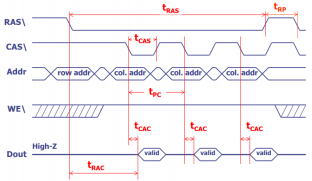 RAS\ tRAS tRP
CAS\ tCAS
Addr row addr col. addr col. addr col. addr
tPC
WE\
tCAC tCAC tCAC
High-Z
Dout valid valid valid
tRAC